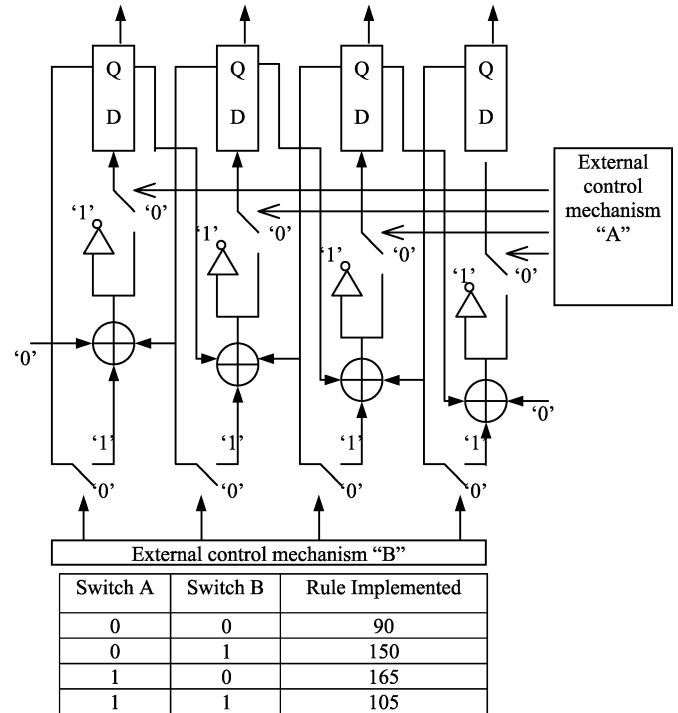 Q Q Q Q
D D D D
External
control
mechanism
“A”
‘0’
‘1’
‘0’
‘1’
‘0’
‘1’
‘0’
‘1’
‘0’
‘0’
‘1’ ‘1’ ‘1’ ‘1’
‘0’ ‘0’ ‘0’ ‘0’
External control mechanism “B”
Switch A Switch B Rule Implemented
0 0 90
0 1 150
1 0 165
1 1 105